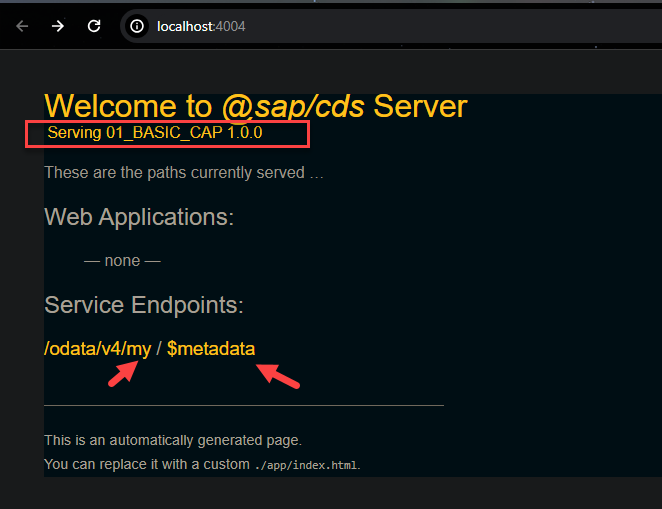 localhost:4004
Welcome to @sap/cds Server
Serving 01_BASIC_CAP 1.0.0
These are the paths currently served …
Web Applications:
— none —
Service Endpoints:
/odata/v4/my / $metadata
This is an automatically generated page.
You can replace it with a custom ./app/index.html.